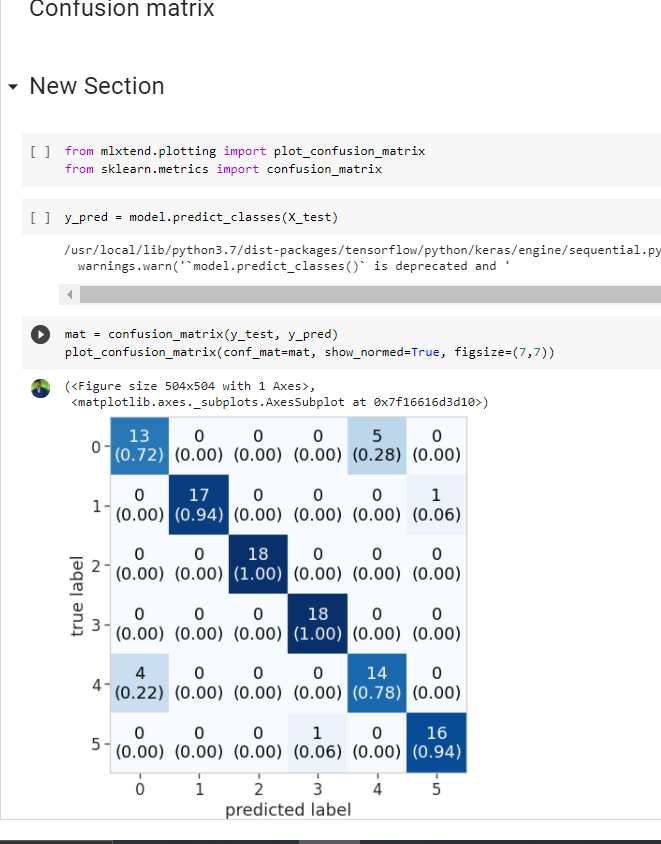 Confusion matrix
New Section
[ ] from mlxtend.plotting import plot_confusion_matrix
from sklearn.metrics import confusion_matrix
[ ] y_pred = model.predict_classes(X_test)
/usr/local/lib/python3.7/dist-packages/tensorflow/python/keras/engine/sequential.py
warnings.warn('`model.predict_classes()` is deprecated and '
mat = confusion_matrix(y_test, y_pred)
plot_confusion_matrix(conf_mat=mat, show_normed=True, figsize=(7,7))
(<Figure size 504x504 with 1 Axes>,
<matplotlib.axes._subplots.AxesSubplot at 0x7f16616d3d10>)
true label
0
13 0 0 0 5 0
(0.72) (0.00) (0.00) (0.00) (0.28) (0.00)
1
0 17 0 0 0 1
(0.00) (0.94) (0.00) (0.00) (0.00) (0.06)
2
0 0 18 0 0 0
(0.00) (0.00) (1.00) (0.00) (0.00) (0.00)
3
0 0 0 18 0 0
(0.00) (0.00) (0.00) (1.00) (0.00) (0.00)
4
4 0 0 0 14 0
(0.22) (0.00) (0.00) (0.00) (0.78) (0.00)
5
0 0 0 1 0 16
(0.00) (0.00) (0.00) (0.06) (0.00) (0.94)
0 1 2 3 4 5
predicted label